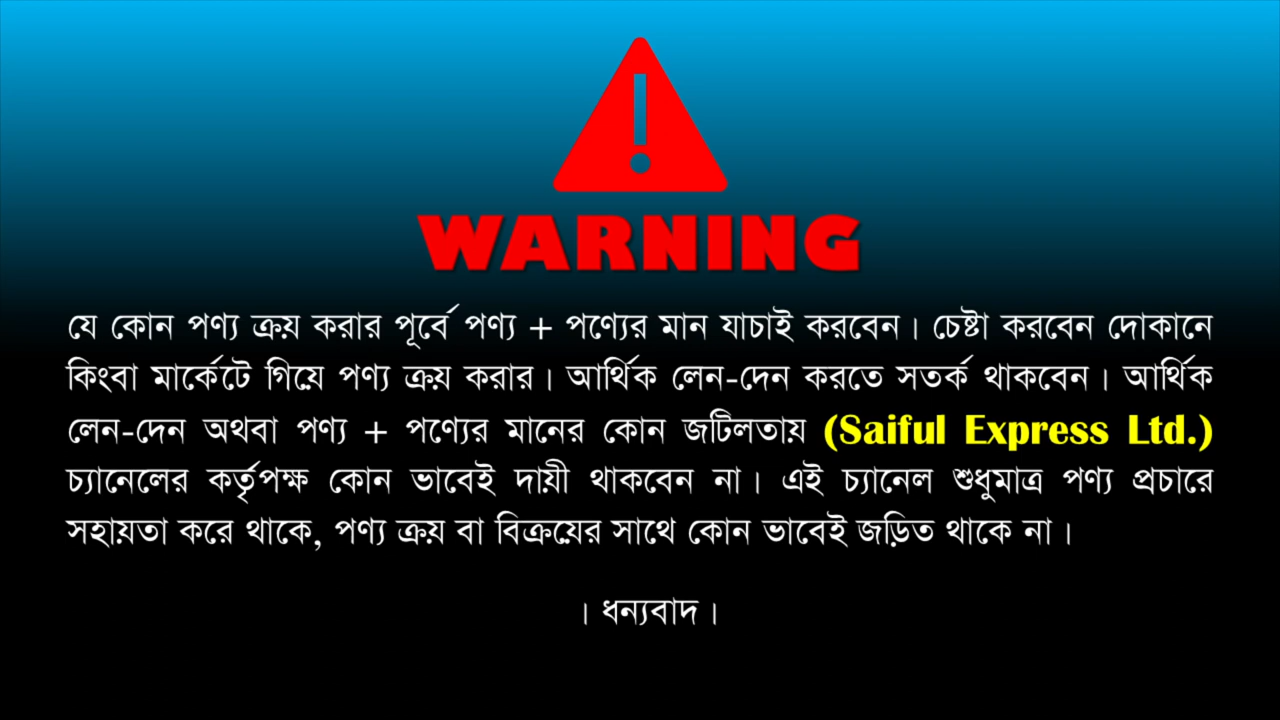 WARNING
যে কোন পণ্য ক্রয় করার পূর্বে পণ্য + পণ্যের মান যাচাই করবেন। চেষ্টা করবেন দোকানে
কিংবা মার্কেটে গিয়ে পণ্য ক্রয় করার। আর্থিক লেন-দেন করতে সতর্ক থাকবেন। আর্থিক
লেন-দেন অথবা পণ্য + পণ্যের মানের কোন জটিলতায় (Saiful Express Ltd.)
চ্যানেলের কর্তৃপক্ষ কোন ভাবেই দায়ী থাকবেন না। এই চ্যানেল শুধুমাত্র পণ্য প্রচারে
সহায়তা করে থাকে, পণ্য ক্রয় বা বিক্রয়ের সাথে কোন ভাবেই জড়িত থাকে না।
। ধন্যবাদ।